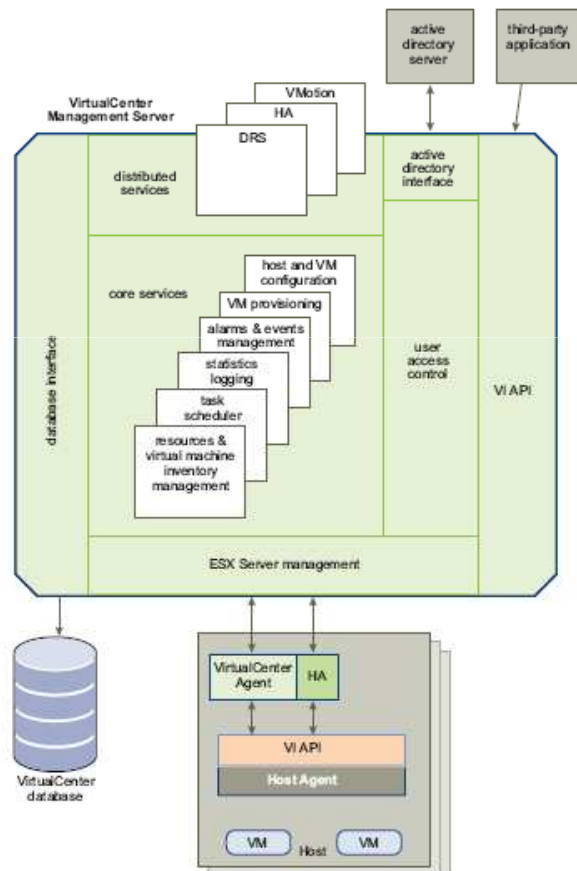 active
directory
server
third-party
application
VirtualCenter
Management Server
VMotion
HA
DRS
distributed
services
active
directory
interface
core services
host and VM
configuration
VM provisioning
alarms & events
management
statistics
logging
task
scheduler
resources &
virtual machine
inventory
management
user
access
control
database interface
VI API
ESX Server management
VirtualCenter
Agent
HA
VI API
Host Agent
VM
Host
VM
VirtualCenter
database